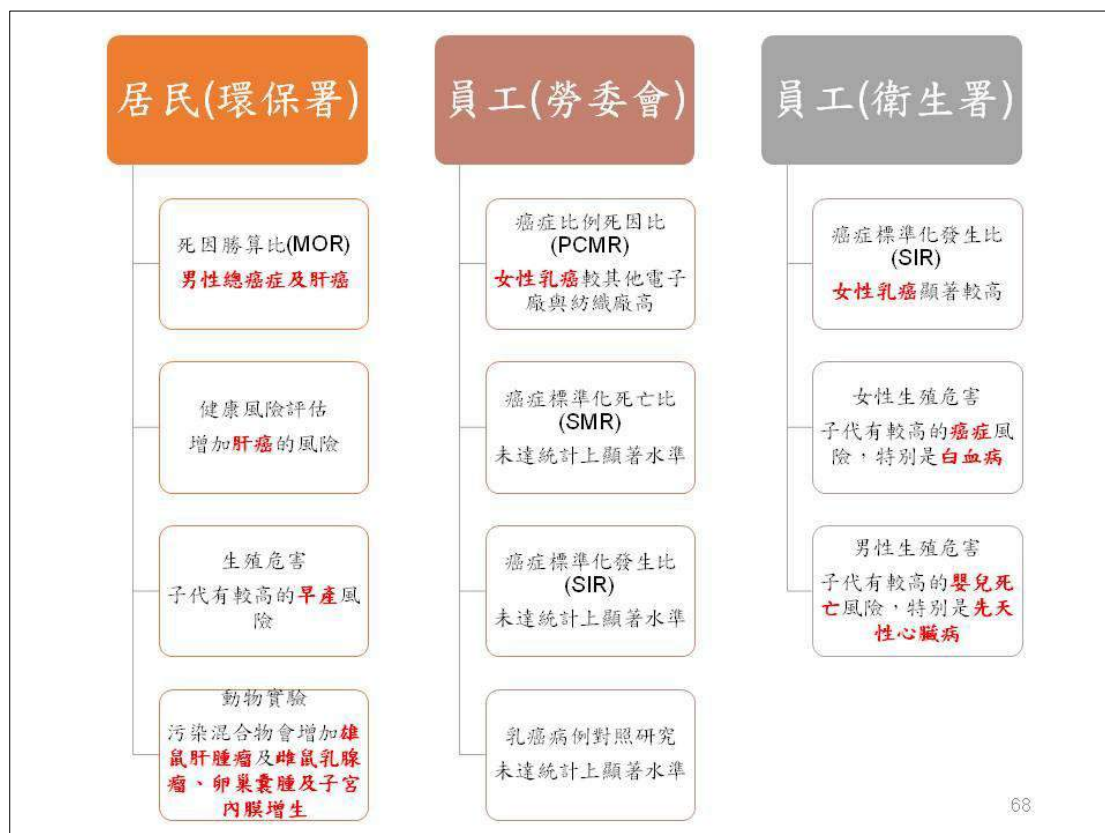 居民(環保署)
死因勝算比(MOR)
男性總癌症及肝癌
健康風險評估
增加肝癌的風險
生殖危害
子代有較高的早產風
險
動物實驗
污染混合物會增加雄
鼠肝腫瘤及雌鼠乳腺
瘤、卵巢囊腫及子宮
內膜增生
員工(勞委會)
癌症比例死因比
(PCMR)
女性乳癌較其他電子
廠與紡織廠高
癌症標準化死亡比
(SMR)
未達統計上顯著水準
癌症標準化發生比
(SIR)
未達統計上顯著水準
乳癌病例對照研究
未達統計上顯著水準
員工(衛生署)
癌症標準化發生比
(SIR)
女性乳癌顯著較高
女性生殖危害
子代有較高的癌症風
險，特別是白血病
男性生殖危害
子代有較高的嬰兒死
亡風險，特別是先天
性心臟病
68